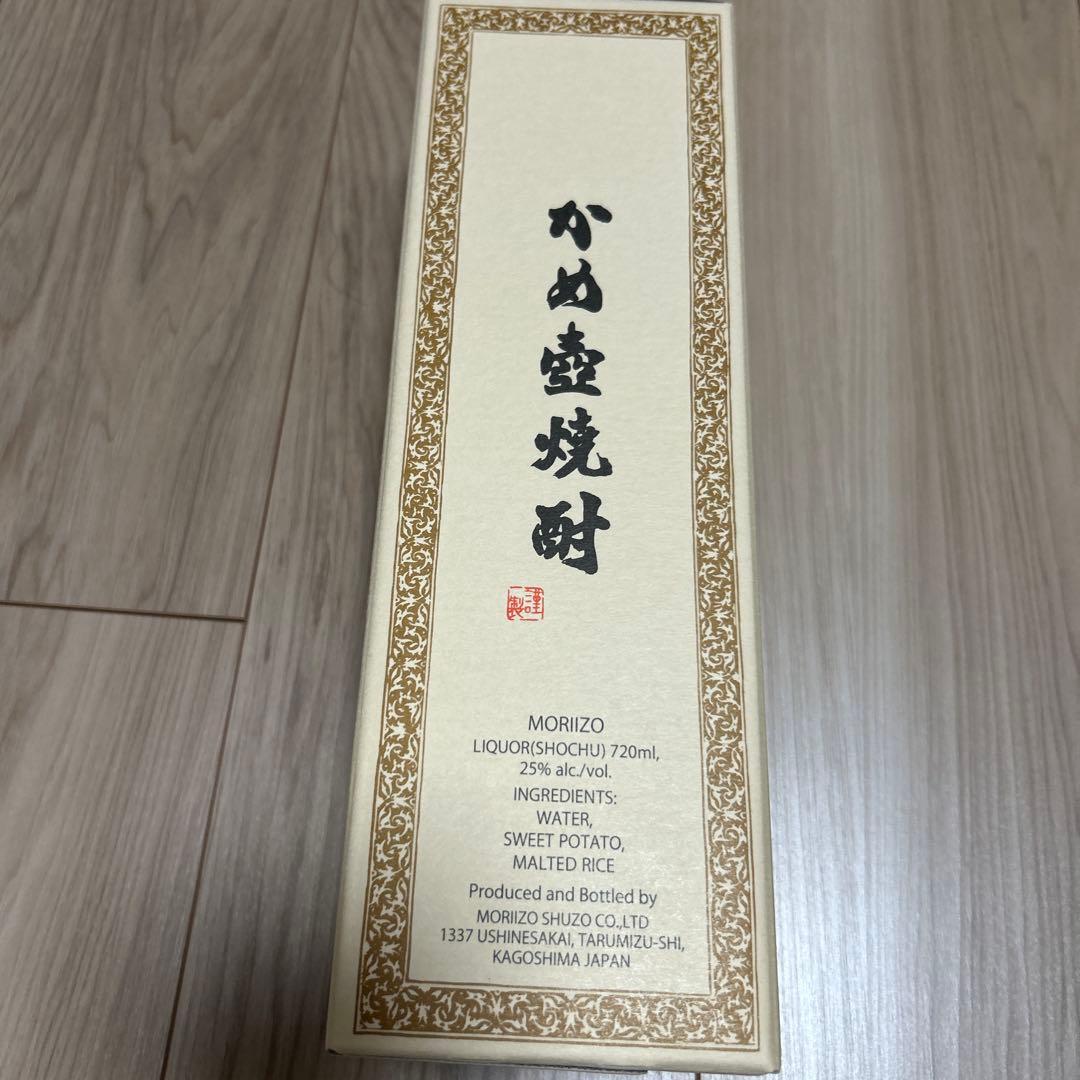 かめ壺焼酎
謹製
MORIIZO
LIQUOR(SHOCHU) 720ml,
25% alc./vol.
INGREDIENTS:
WATER,
SWEET POTATO,
MALTED RICE
Produced and Bottled by
MORIIZO SHUZO CO.,LTD
1337 USHINESAKAI, TARUMIZU-SHI,
KAGOSHIMA JAPAN